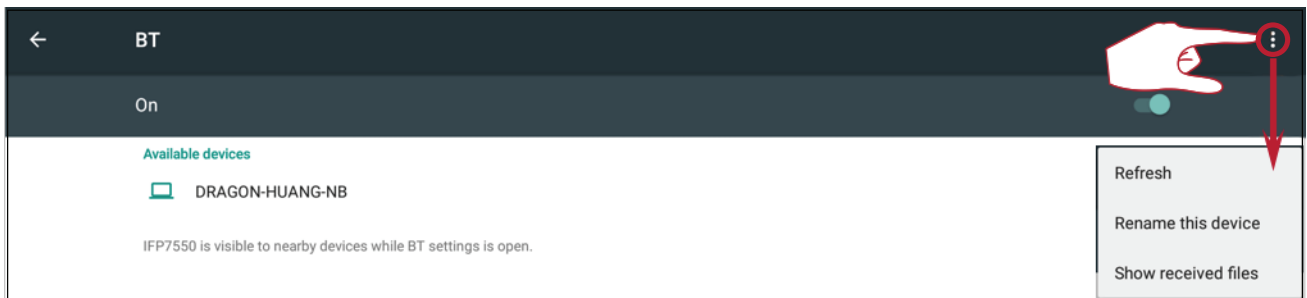 BT
On
Available devices
DRAGON-HUANG-NB
IFP7550 is visible to nearby devices while BT settings is open.
Refresh
Rename this device
Show received files